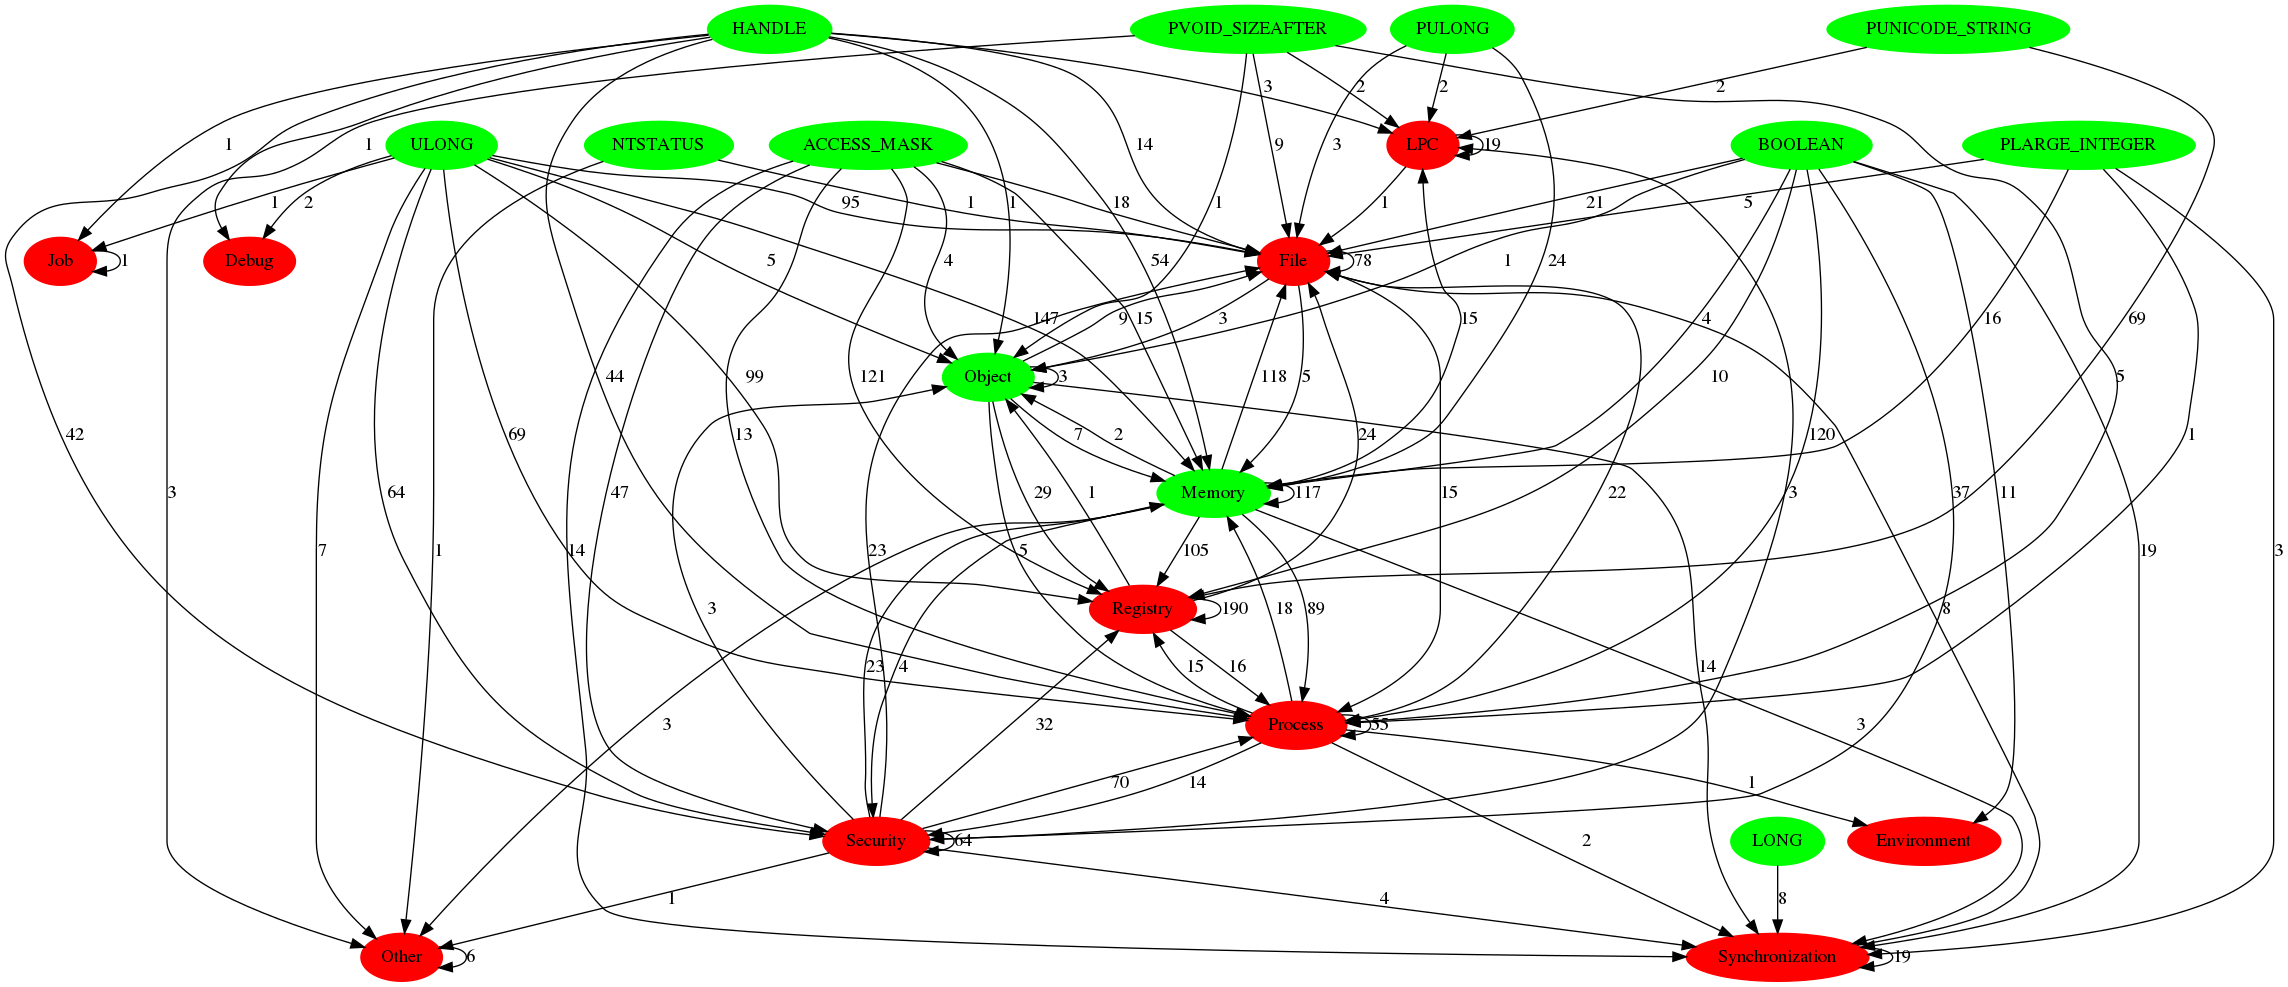 HANDLE PVOID_SIZEAFTER PULONG PUNICODE_STRING
3 2 2 2
ULONG NTSTATUS ACCESS_MASK LPC BOOLEAN PLARGE_INTEGER
1 1 14 9 3 19
1 2 95 1 18 1 1 1 21 5
Job Debug File
1 5 4 54 78 1 24
147 15 9 3 15 4 16 69
Object
44 99 121 118 5 10 5
3
42 69 13 7 2 24 120 1
Memory
3 64 47 29 1 117 15 22 3 37 11
7 1 14 23 5 105 19 3
Registry
3 190 18 89 8
23 4 15 16 14
3 32 Process 55 3
70 14 1 2
Security 64 LONG Environment
1 4 8
Other 6 Synchronization 19